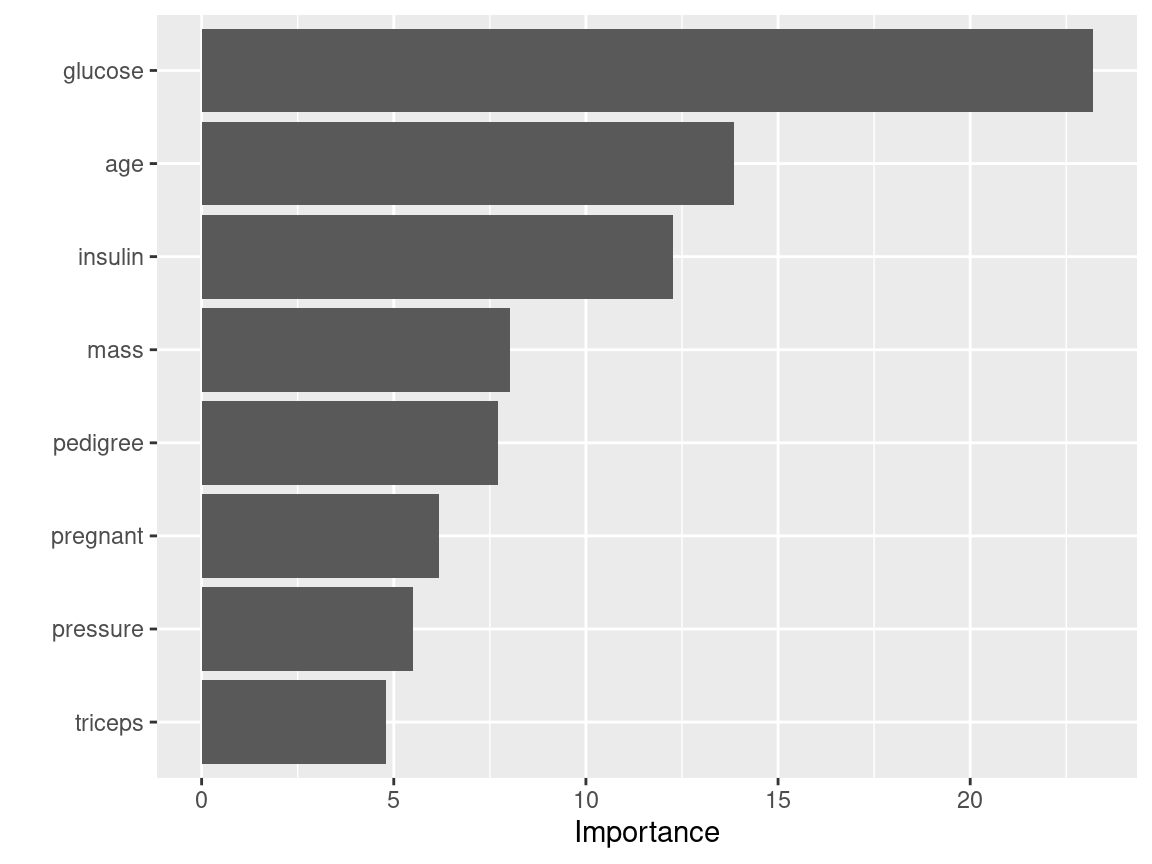 glucose
age
insulin
mass
pedigree
pregnant
pressure
triceps
0 5 10 15 20
Importance